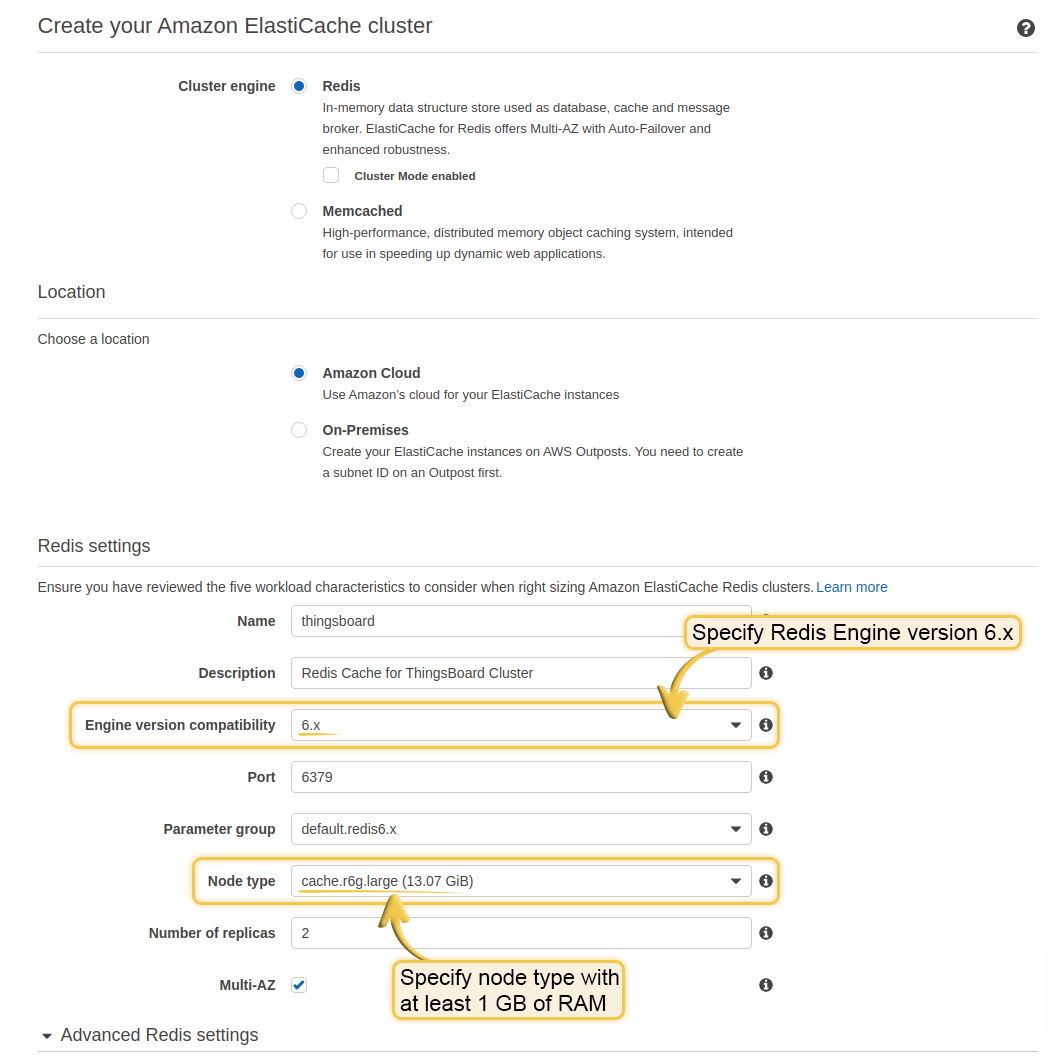 Create your Amazon ElastiCache cluster
Cluster engine
Redis
In-memory data structure store used as database, cache and message
broker. ElastiCache for Redis offers Multi-AZ with Auto-Failover and
enhanced robustness.
Cluster Mode enabled
Memcached
High-performance, distributed memory object caching system, intended
for use in speeding up dynamic web applications.
Location
Choose a location
Amazon Cloud
Use Amazon's cloud for your ElastiCache instances
On-Premises
Create your ElastiCache instances on AWS Outposts. You need to create
a subnet ID on an Outpost first.
Redis settings
Ensure you have reviewed the five workload characteristics to consider when right sizing Amazon ElastiCache Redis clusters. Learn more
Name thingsboard
Specify Redis Engine version 6.x
Description Redis Cache for ThingsBoard Cluster
Engine version compatibility 6.x
Port 6379
Parameter group default.redis6.x
Node type cache.r6g.large (13.07 GiB)
Number of replicas 2
Multi-AZ
Specify node type with
at least 1 GB of RAM
Advanced Redis settings